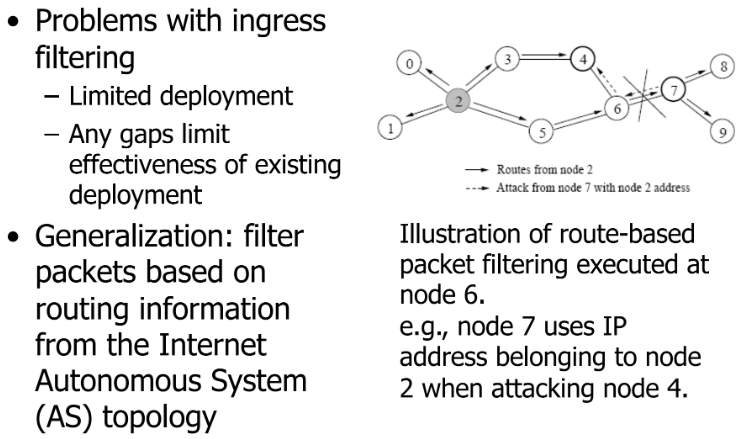 • Problems with ingress
filtering
– Limited deployment
– Any gaps limit
effectiveness of existing
deployment
• Generalization: filter
packets based on
routing information
from the Internet
Autonomous System
(AS) topology
0
3
4
8
2
7
6
1
5
9
Routes from node 2
Attack from node 7 with node 2 address
Illustration of route-based
packet filtering executed at
node 6.
e.g., node 7 uses IP
address belonging to node
2 when attacking node 4.